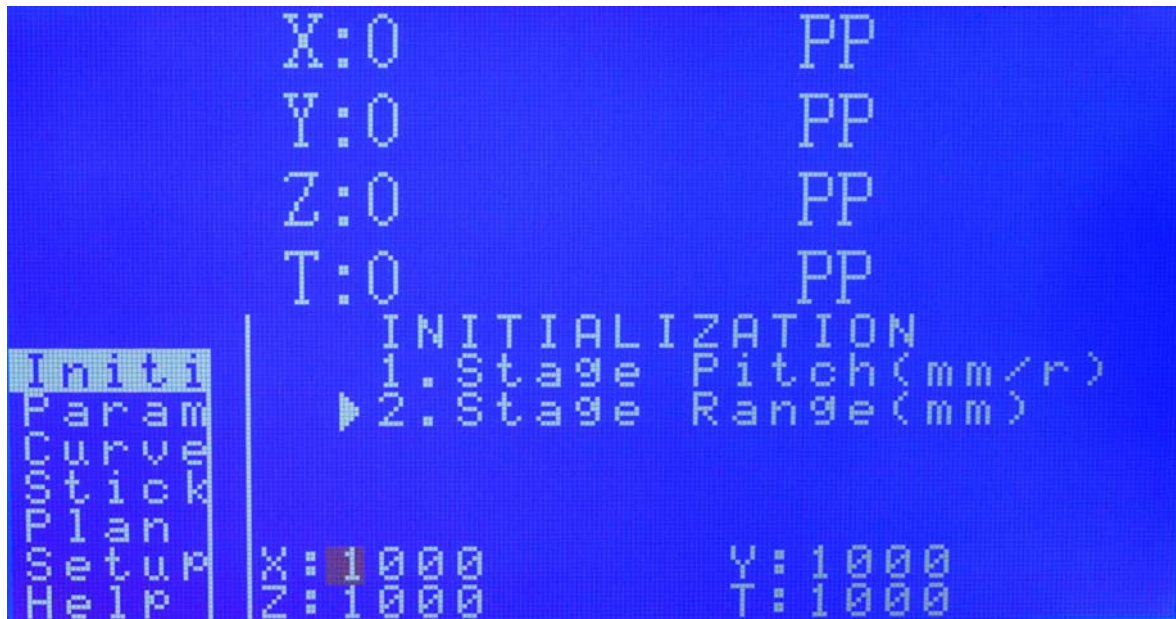 X:0 PP
Y:0 PP
Z:0 PP
T:0 PP
INITIALIZATION
1.Stage Pitch(mm/r)
2.Stage Range(mm)
Initi
Param
Curve
Stick
Plan
Setup
Help
X:1000 Y:1000
Z:1000 T:1000